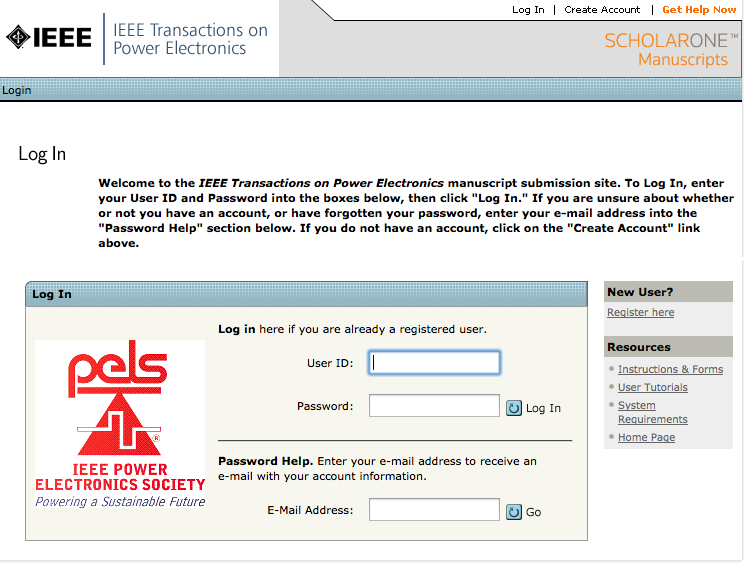 Log In | Create Account | Get Help Now
IEEE
IEEE Transactions on
Power Electronics
SCHOLARONE™
Manuscripts
Login
Log In
Welcome to the IEEE Transactions on Power Electronics manuscript submission site. To Log In, enter
your User ID and Password into the boxes below, then click "Log In." If you are unsure about whether
or not you have an account, or have forgotten your password, enter your e-mail address into the
"Password Help" section below. If you do not have an account, click on the "Create Account" link
above.
Log In
Log in here if you are already a registered user.
User ID:
Password:
Log In
Password Help. Enter your e-mail address to receive an
e-mail with your account information.
E-Mail Address:
Go
pels
®
IEEE POWER
ELECTRONICS SOCIETY
Powering a Sustainable Future
New User?
Register here
Resources
Instructions & Forms
User Tutorials
System
Requirements
Home Page